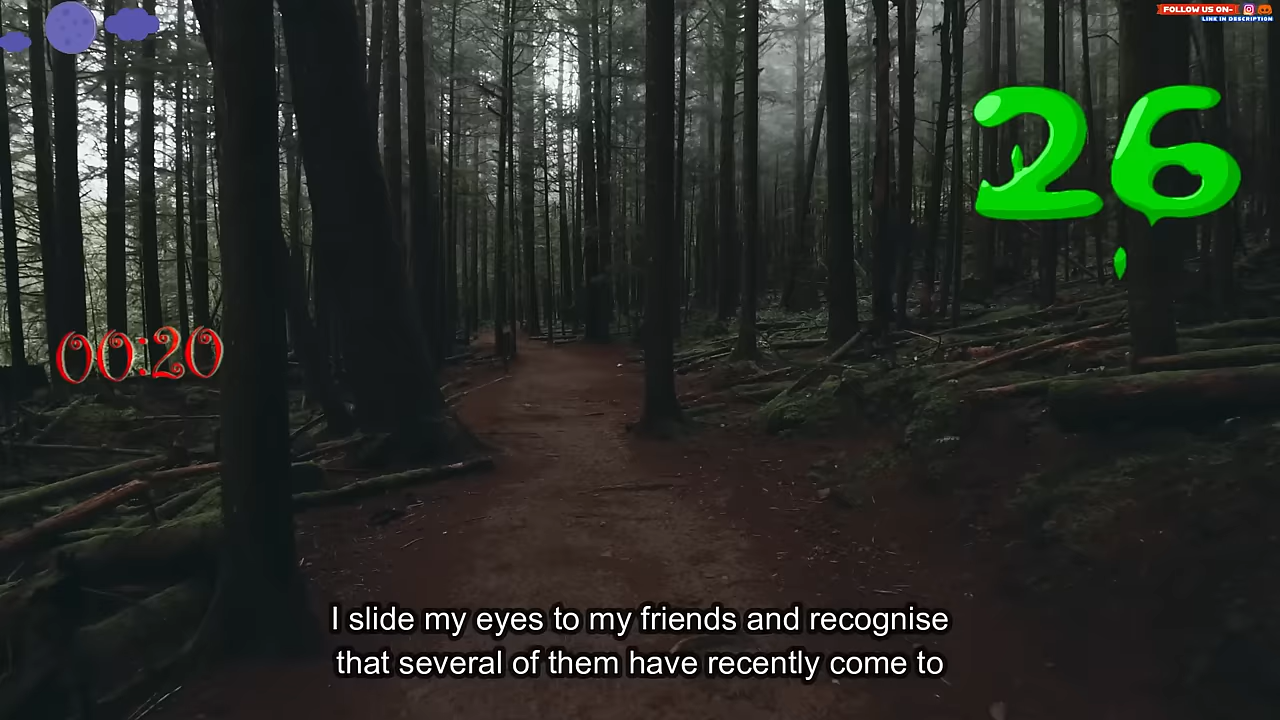 FOLLOW US ON-
LINK IN DESCRIPTION
26
00:20
I slide my eyes to my friends and recognise
that several of them have recently come to